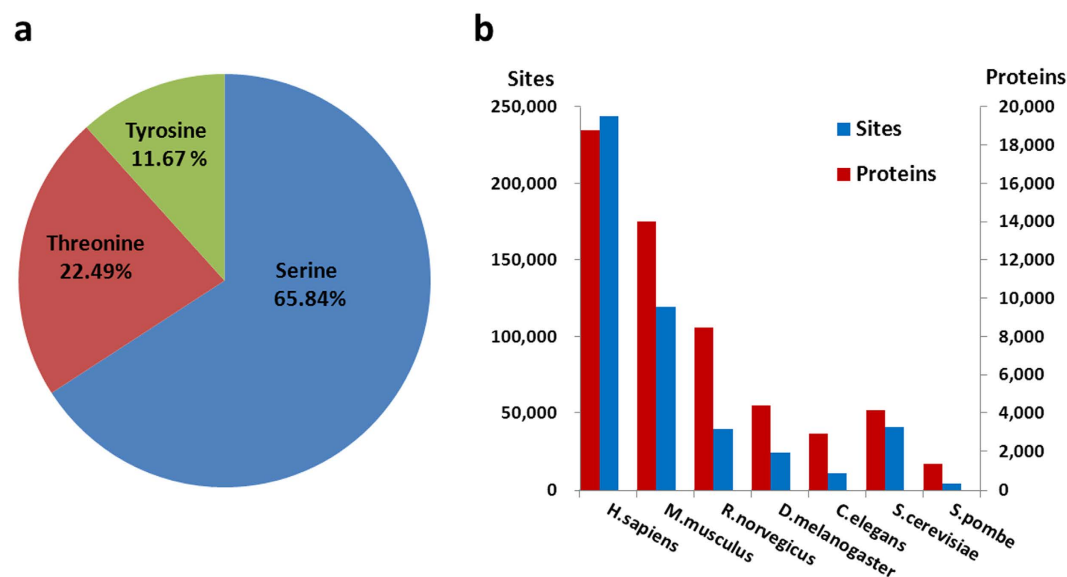 a
Tyrosine
11.67 %
Threonine
22.49%
Serine
65.84%
b
Sites
Proteins
250,000
200,000
150,000
100,000
50,000
0
20,000
18,000
16,000
14,000
12,000
10,000
8,000
6,000
4,000
2,000
0
Sites
Proteins
H.sapiens
M.musculus
R.norvegicus
D.melanogaster
C.elegans
S.cerevisiae
S.pombe